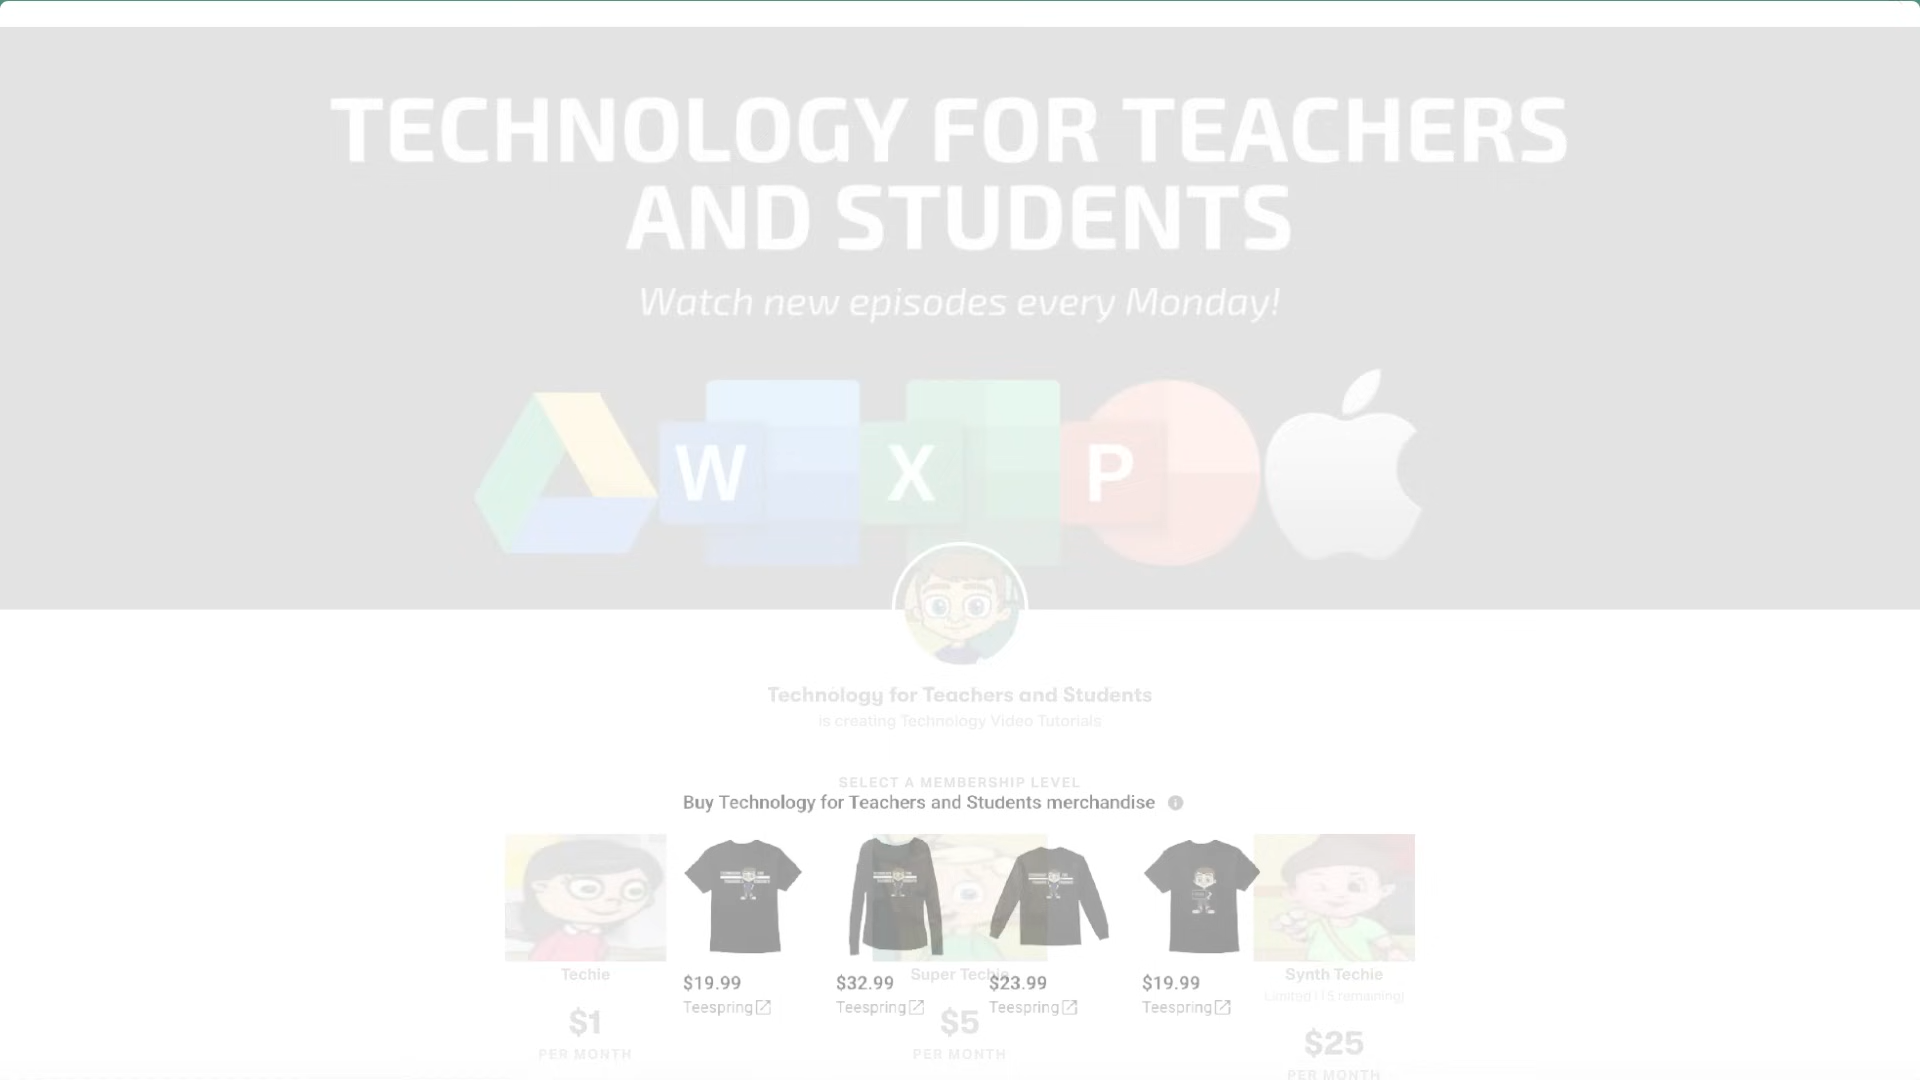 TECHNOLOGY FOR TEACHERS
AND STUDENTS
Watch new episodes every Monday!
W X P
Technology for Teachers and Students
is creating Technology Video Tutorials
SELECT A MEMBERSHIP LEVEL
Buy Technology for Teachers and Students merchandise
Techie
Super Techie
Synth Techie
Limited (15 remaining)
$19.99
$32.99
$23.99
$19.99
Teespring
Teespring
Teespring
Teespring
$1
$5
$25
PER MONTH
PER MONTH
PER MONTH